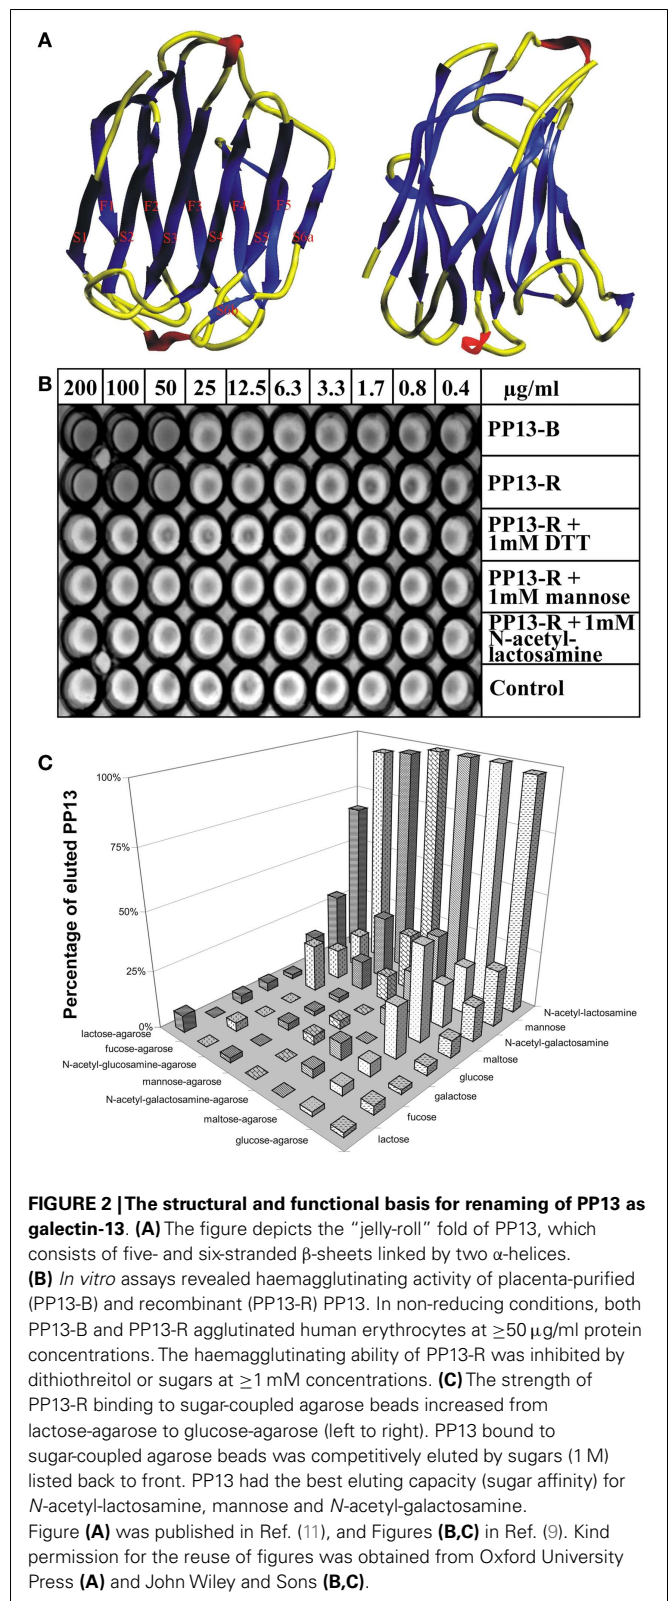 A
F1 F2 F3 F4 F5
S1 S2 S3 S4 S5 S6a
S6b
B
200 100 50 25 12.5 6.3 3.3 1.7 0.8 0.4 µg/ml
PP13-B
PP13-R
PP13-R +
1mM DTT
PP13-R +
1mM mannose
PP13-R + 1mM
N-acetyl-
lactosamine
Control
C
Percentage of eluted PP13
100%
75%
50%
25%
0%
lactose-agarose
fucose-agarose
N-acetyl-glucosamine-agarose
mannose-agarose
N-acetyl-galactosamine-agarose
maltose-agarose
glucose-agarose
N-acetyl-lactosamine
mannose
N-acetyl-galactosamine
maltose
glucose
galactose
fucose
lactose
FIGURE 2 | The structural and functional basis for renaming of PP13 as
galectin-13. (A) The figure depicts the “jelly-roll” fold of PP13, which
consists of five- and six-stranded β-sheets linked by two α-helices.
(B) In vitro assays revealed haemagglutinating activity of placenta-purified
(PP13-B) and recombinant (PP13-R) PP13. In non-reducing conditions, both
PP13-B and PP13-R agglutinated human erythrocytes at ≥50 µg/ml protein
concentrations. The haemagglutinating ability of PP13-R was inhibited by
dithiothreitol or sugars at ≥1 mM concentrations. (C) The strength of
PP13-R binding to sugar-coupled agarose beads increased from
lactose-agarose to glucose-agarose (left to right). PP13 bound to
sugar-coupled agarose beads was competitively eluted by sugars (1 M)
listed back to front. PP13 had the best eluting capacity (sugar affinity) for
N-acetyl-lactosamine, mannose and N-acetyl-galactosamine.
Figure (A) was published in Ref. (11), and Figures (B,C) in Ref. (9). Kind
permission for the reuse of figures was obtained from Oxford University
Press (A) and John Wiley and Sons (B,C).